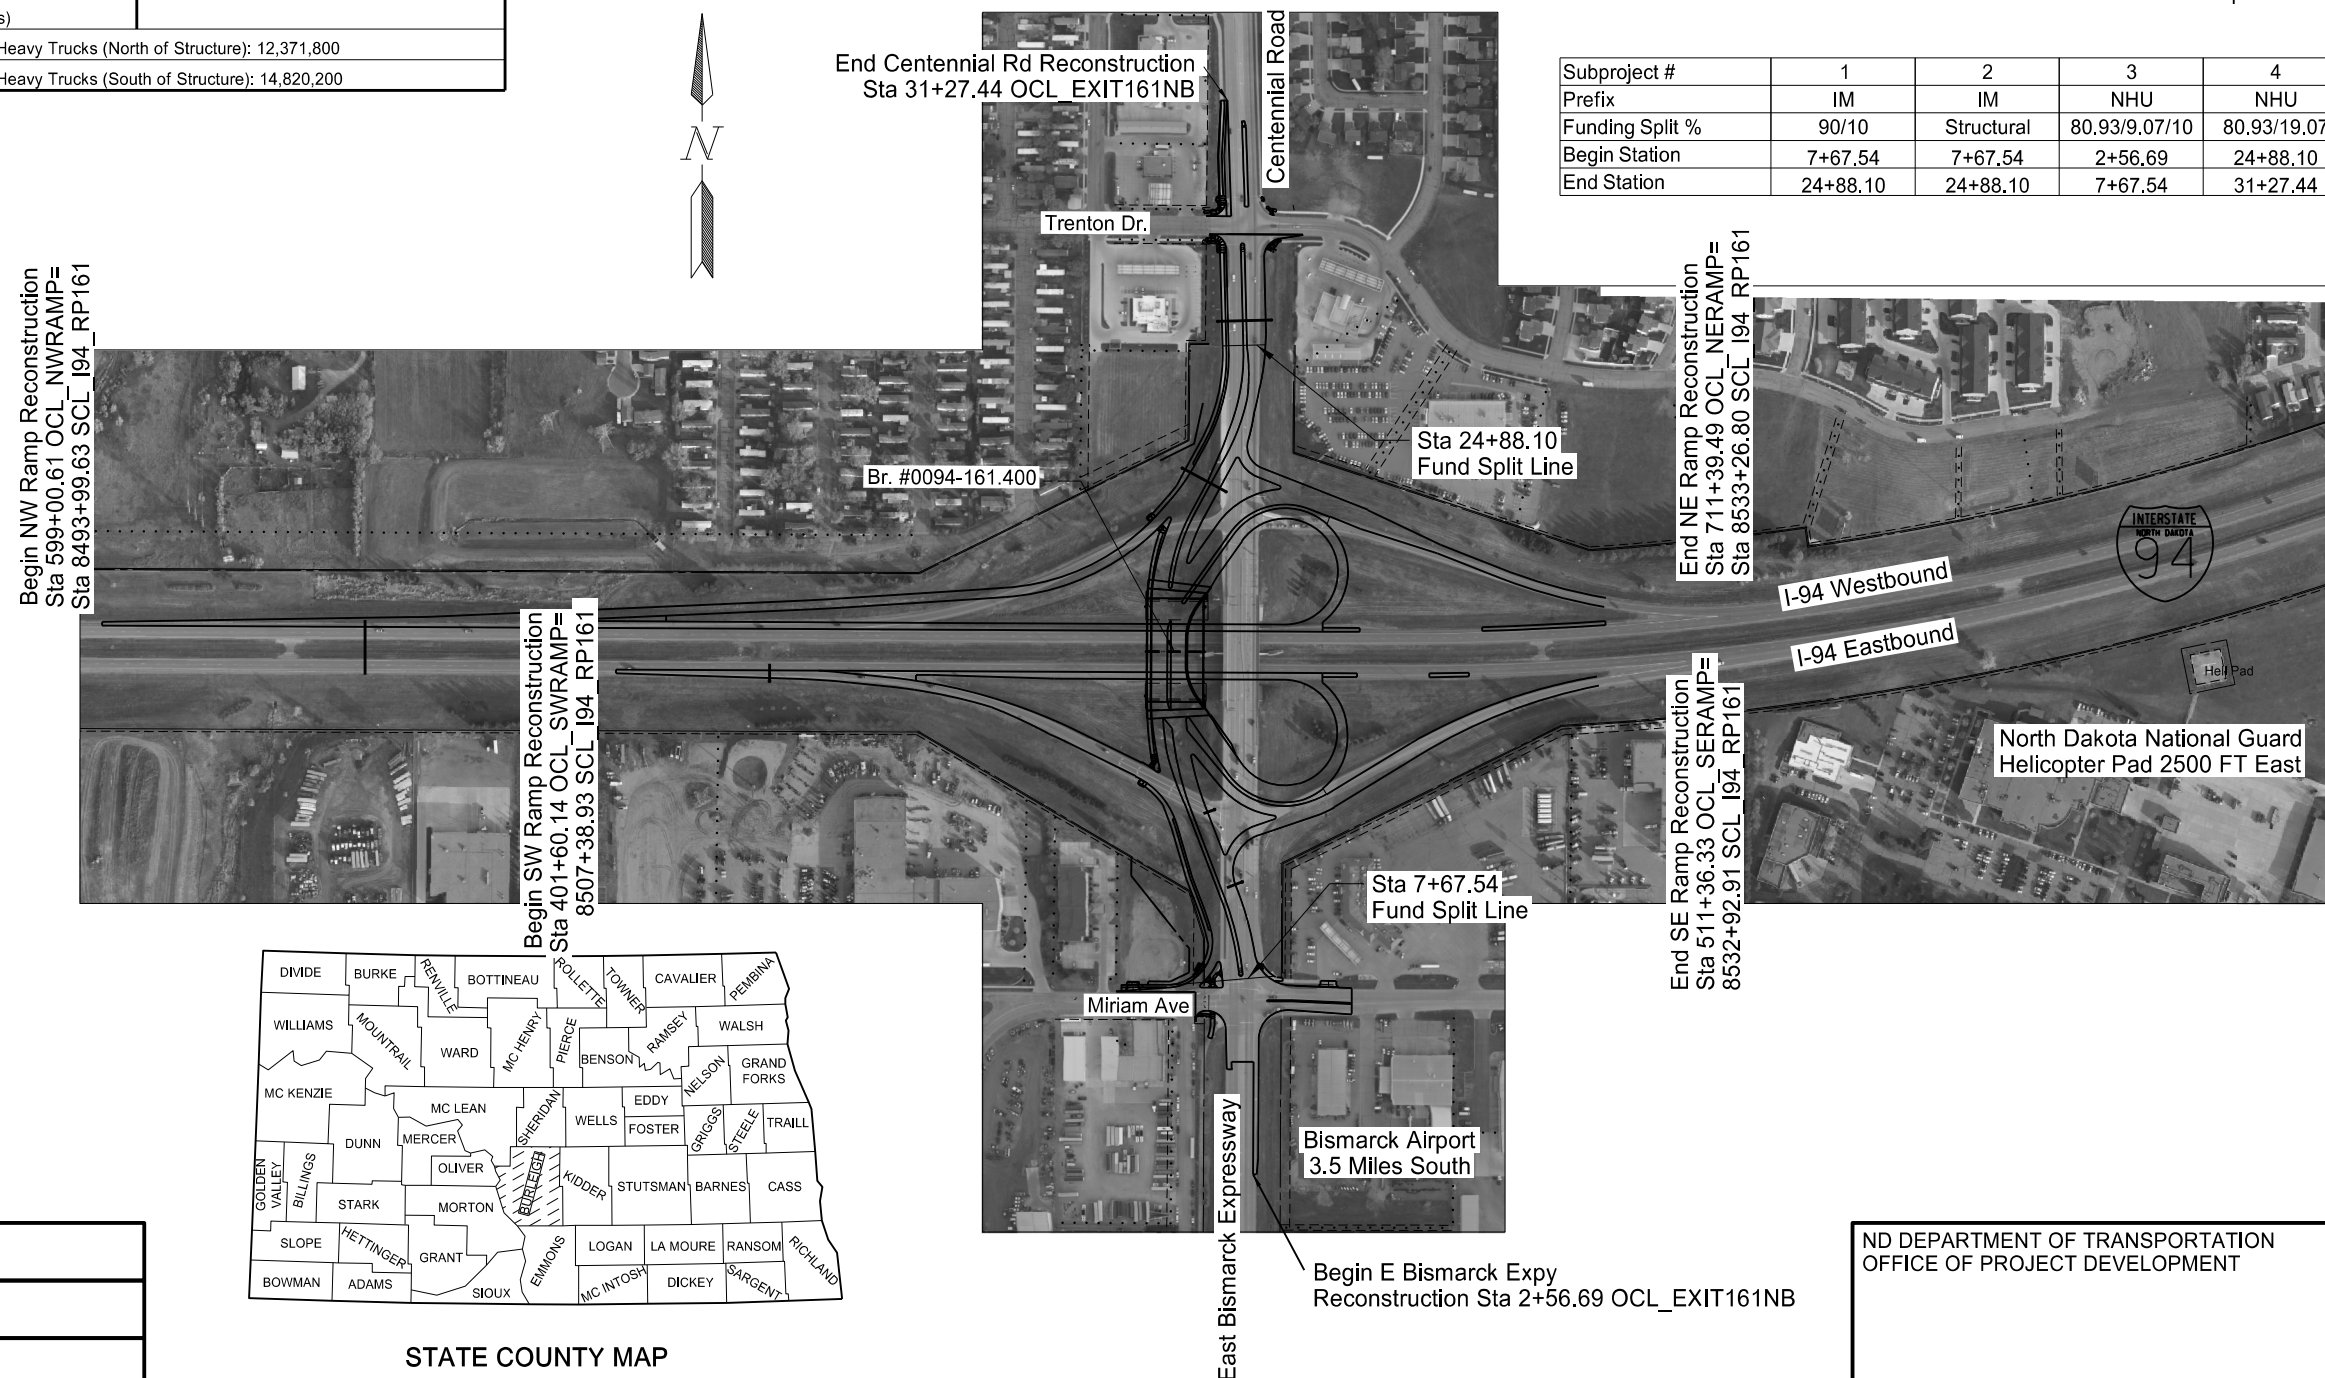 s)
Heavy Trucks (North of Structure): 12,371,800
Heavy Trucks (South of Structure): 14,820,200
N
End Centennial Rd Reconstruction
Sta 31+27.44 OCL_EXIT161NB
Centennial Road
Trenton Dr.
Subproject # 1 2 3 4
Prefix IM IM NHU NHU
Funding Split % 90/10 Structural 80.93/9.07/10 80.93/19.07
Begin Station 7+67.54 7+67.54 2+56.69 24+88.10
End Station 24+88.10 24+88.10 7+67.54 31+27.44
Begin NW Ramp Reconstruction
Sta 599+00.61 OCL_NWRAMP=
Sta 8493+99.63 SCL_I94_RP161
Br. #0094-161.400
Sta 24+88.10
Fund Split Line
End NE Ramp Reconstruction
Sta 711+39.49 OCL_NERAMP=
Sta 8533+26.80 SCL_I94_RP161
INTERSTATE
NORTH DAKOTA
94
I-94 Westbound
I-94 Eastbound
Begin SW Ramp Reconstruction
Sta 401+60.14 OCL_SWRAMP=
8507+38.93 SCL_I94_RP161
End SE Ramp Reconstruction
Sta 511+36.33 OCL_SERAMP=
8532+92.91 SCL_I94_RP161
Heli Pad
North Dakota National Guard
Helicopter Pad 2500 FT East
Sta 7+67.54
Fund Split Line
Miriam Ave
East Bismarck Expressway
Bismarck Airport
3.5 Miles South
Begin E Bismarck Expy
Reconstruction Sta 2+56.69 OCL_EXIT161NB
DIVIDE
BURKE
RENVILLE
BOTTINEAU
ROLLETTE
TOWNER
CAVALIER
PEMBINA
WILLIAMS
MOUNTRAIL
WARD
MC HENRY
PIERCE
BENSON
RAMSEY
WALSH
MC KENZIE
NELSON
GRAND
FORKS
MC LEAN
SHERIDAN
WELLS
EDDY
FOSTER
GRIGGS
STEELE
TRAILL
DUNN
MERCER
OLIVER
GOLDEN
VALLEY
BILLINGS
STARK
MORTON
BURLEIGH
KIDDER
STUTSMAN
BARNES
CASS
SLOPE
HETTINGER
GRANT
EMMONS
LOGAN
LA MOURE
RANSOM
RICHLAND
BOWMAN
ADAMS
SIOUX
MC INTOSH
DICKEY
SARGENT
STATE COUNTY MAP
ND DEPARTMENT OF TRANSPORTATION
OFFICE OF PROJECT DEVELOPMENT